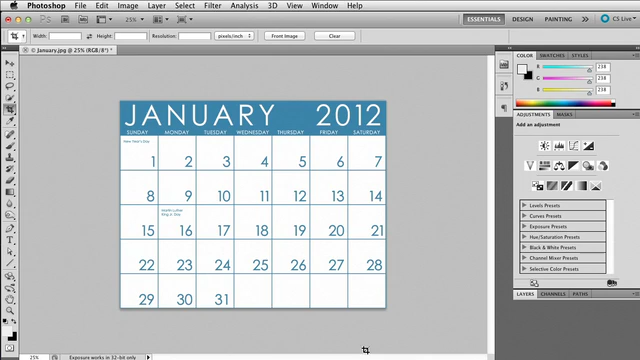 Photoshop File Edit Image Layer Select Filter Analysis 3D View Window Help
Ps Br Mb 25% ESSENTIALS DESIGN PAINTING >> CS Live
Width: Height: Resolution: pixels/inch Front Image Clear
© January.jpg @ 25% (RGB/8*) *
JANUARY 2012
SUNDAY MONDAY TUESDAY WEDNESDAY THURSDAY FRIDAY SATURDAY
New Year's Day
1 2 3 4 5 6 7
8 9 10 11 12 13 14
Martin Luther
King Jr. Day
15 16 17 18 19 20 21
22 23 24 25 26 27 28
29 30 31
25% Exposure works in 32-bit only
COLOR SWATCHES STYLES
238
238
238
ADJUSTMENTS MASKS
Add an adjustment
Levels Presets
Curves Presets
Exposure Presets
Hue/Saturation Presets
Black & White Presets
Channel Mixer Presets
Selective Color Presets
LAYERS CHANNELS PATHS